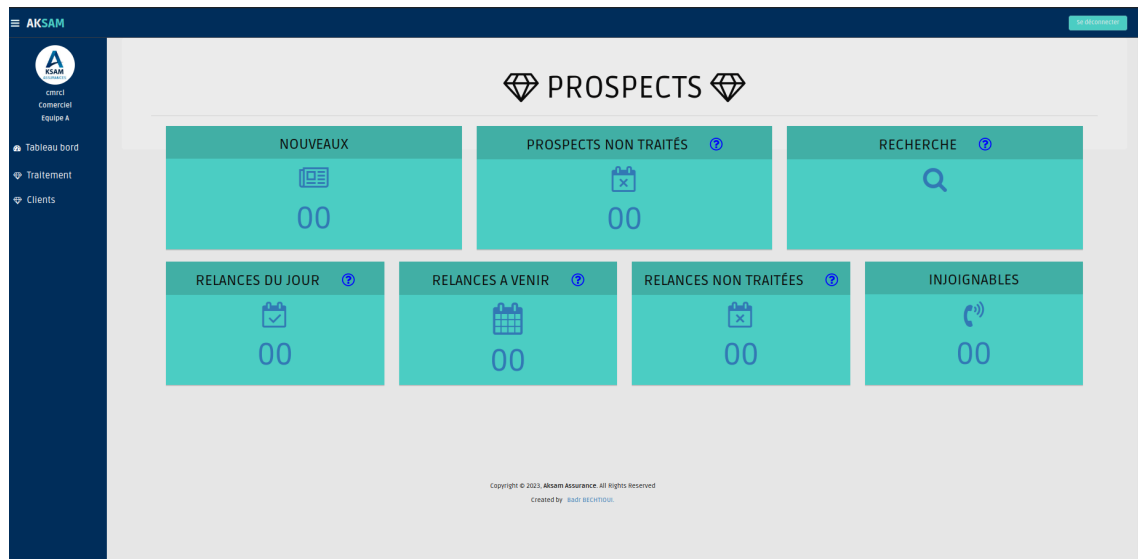 AKSAM
Se déconnecter
KSAM
ASSURANCES
cmrcl
Comerciel
Equipe A
Tableau bord
Traitement
Clients
PROSPECTS
NOUVEAUX
00
PROSPECTS NON TRAITÉS
00
RECHERCHE
RELANCES DU JOUR
00
RELANCES A VENIR
00
RELANCES NON TRAITÉES
00
INJOIGNABLES
00
Copyright © 2023, Aksam Assurance. All Rights Reserved
Created by Badr BECHTIOUI.